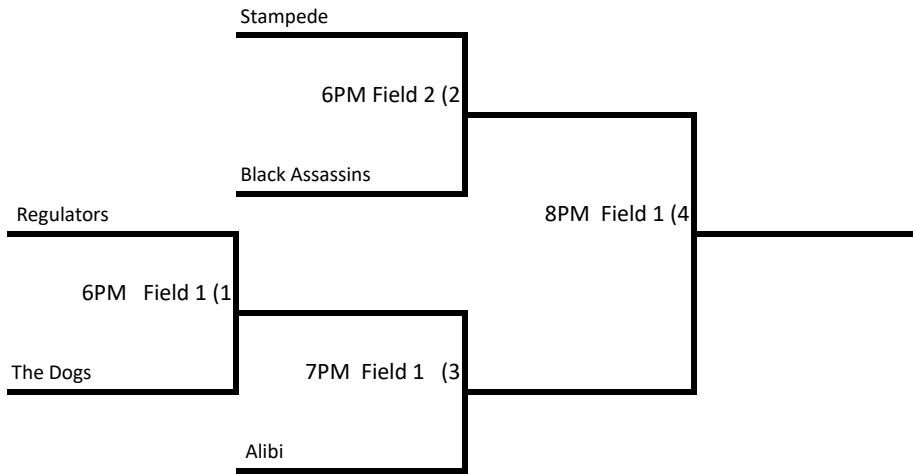 Stampede
6PM Field 2 (2
Black Assassins
Regulators
8PM  Field 1 (4
6PM   Field 1 (1
The Dogs
7PM  Field 1   (3
Alibi